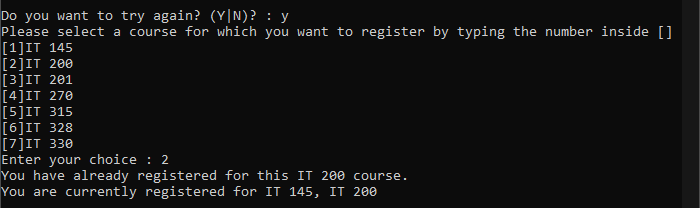 Do you want to try again? (Y|N)? : y
Please select a course for which you want to register by typing the number inside []
[1]IT 145
[2]IT 200
[3]IT 201
[4]IT 270
[5]IT 315
[6]IT 328
[7]IT 330
Enter your choice : 2
You have already registered for this IT 200 course.
You are currently registered for IT 145, IT 200